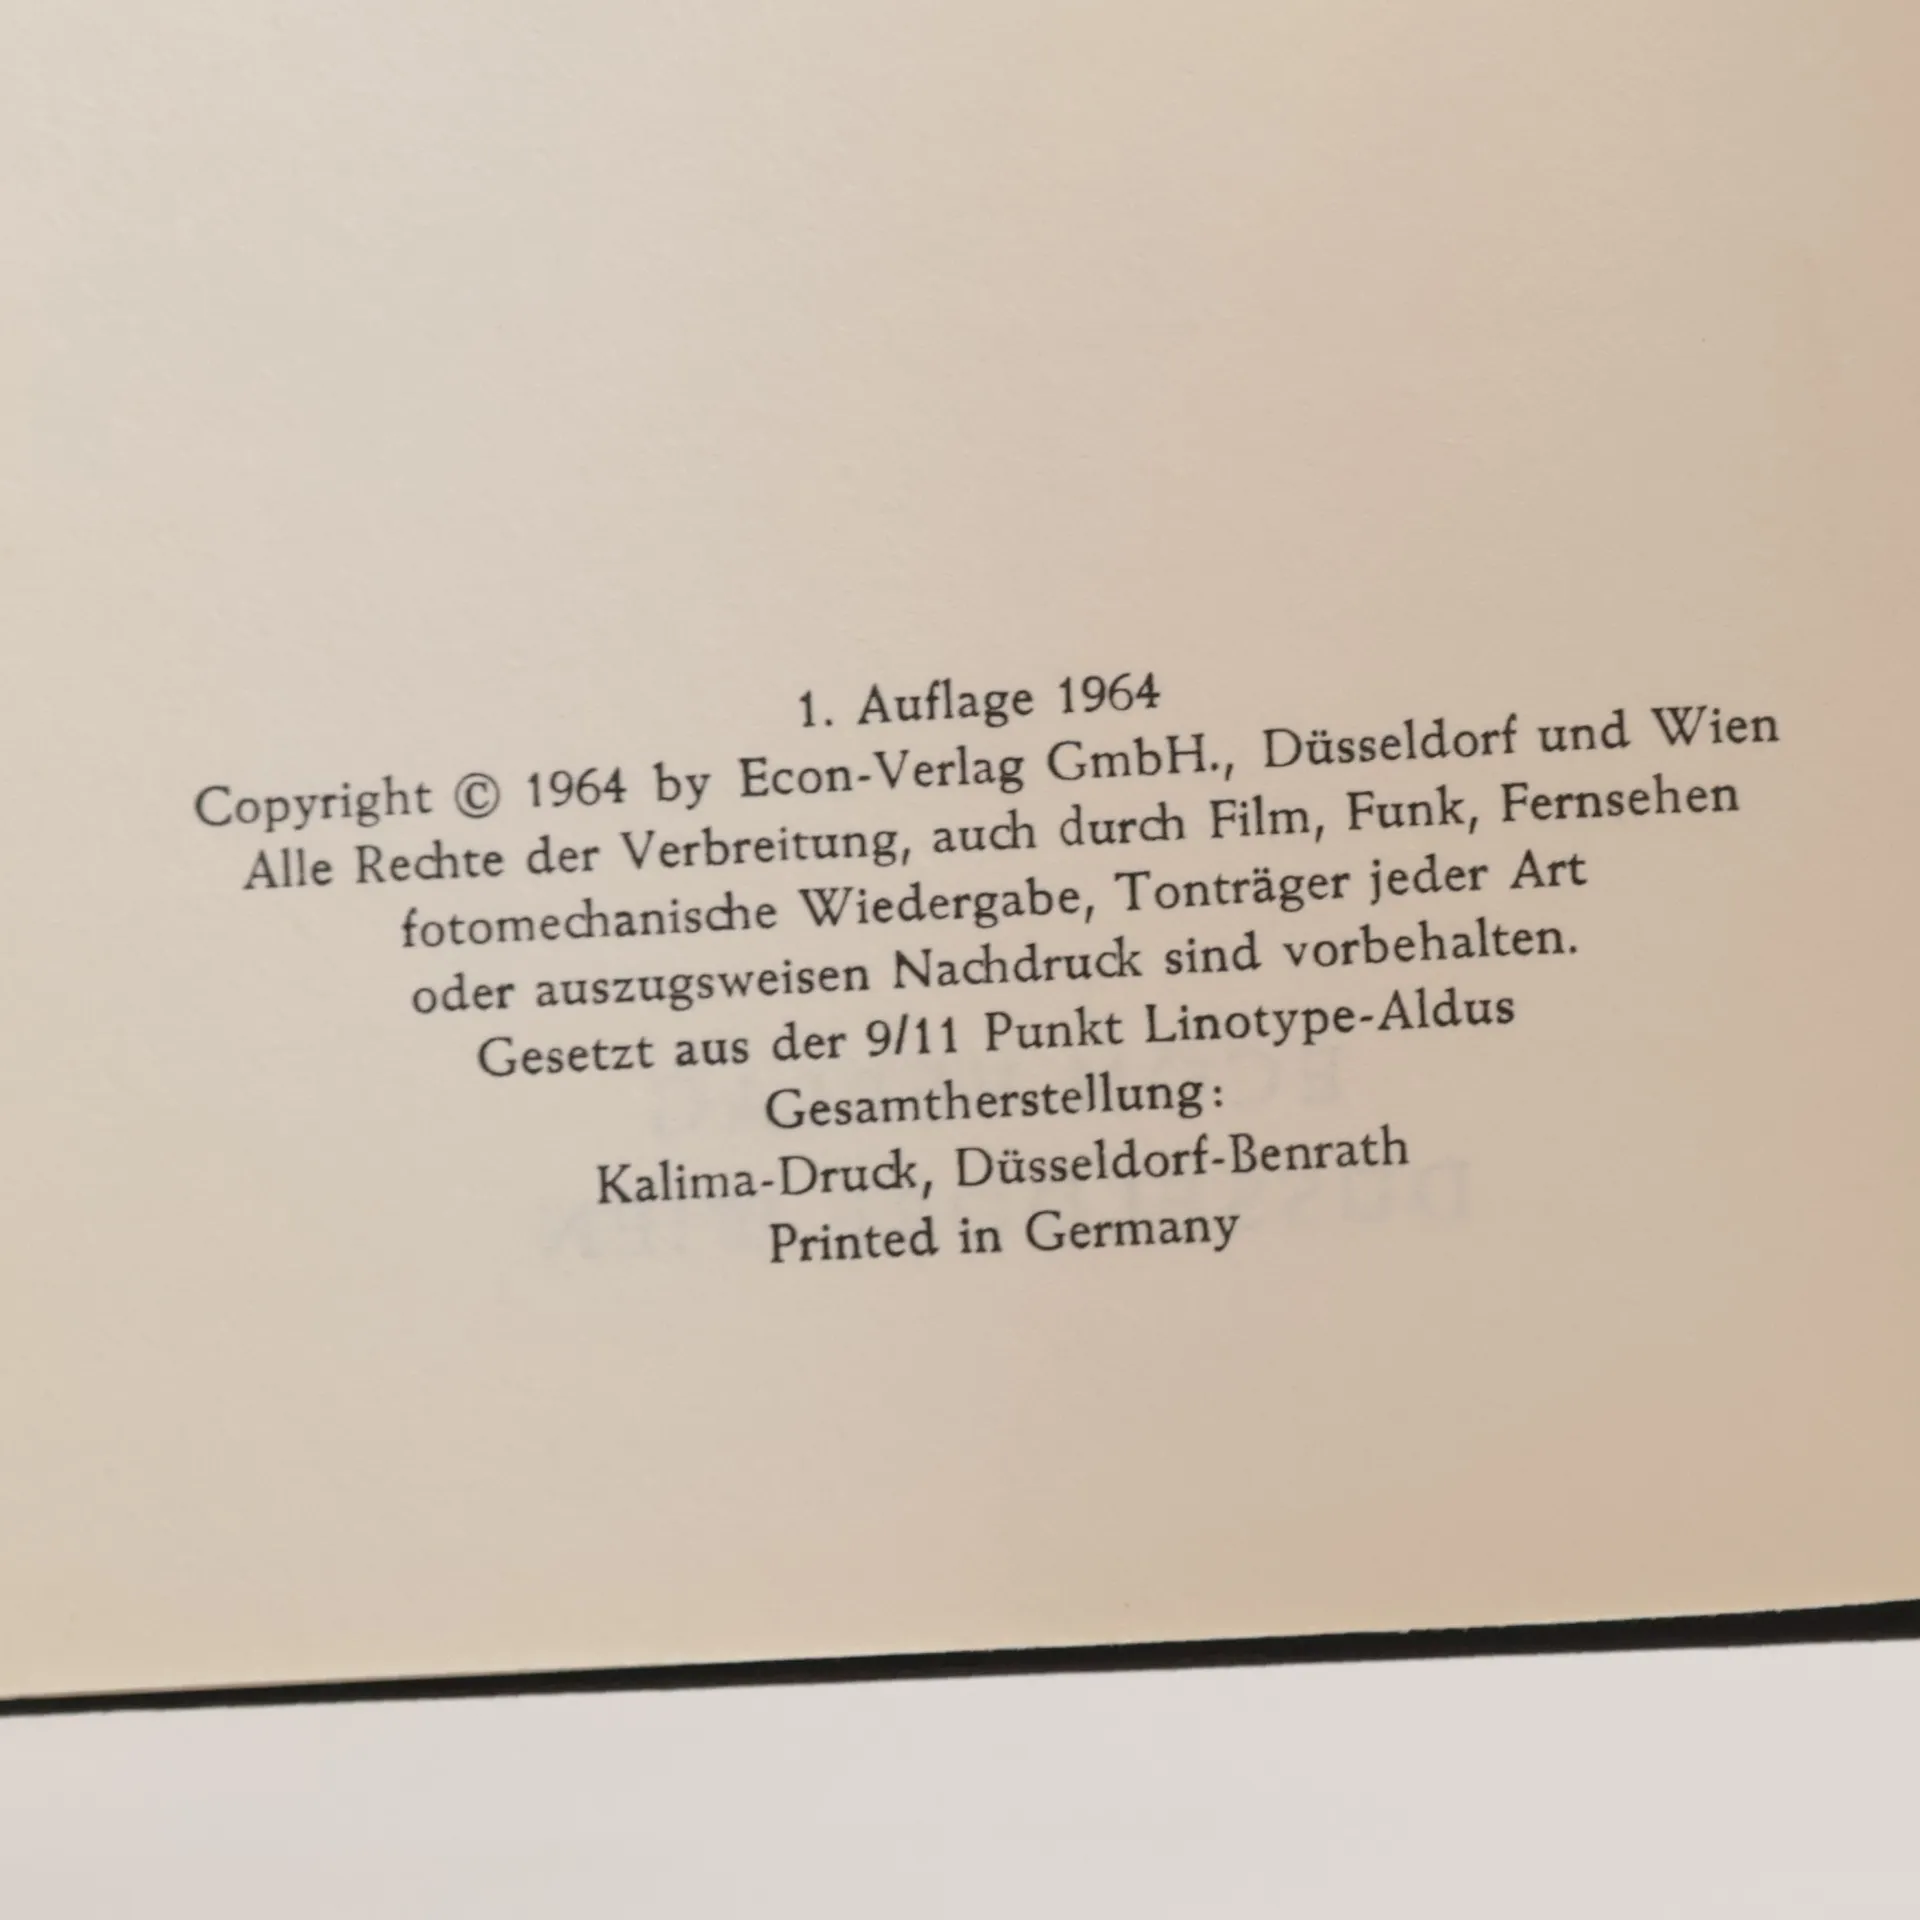 1. Auflage 1964
Copyright © 1964 by Econ-Verlag GmbH., Düsseldorf und Wien
Alle Rechte der Verbreitung, auch durch Film, Funk, Fernsehen
fotomechanische Wiedergabe, Tonträger jeder Art
oder auszugsweisen Nachdruck sind vorbehalten.
Gesetzt aus der 9/11 Punkt Linotype-Aldus
Gesamtherstellung:
Kalima-Druck, Düsseldorf-Benrath
Printed in Germany